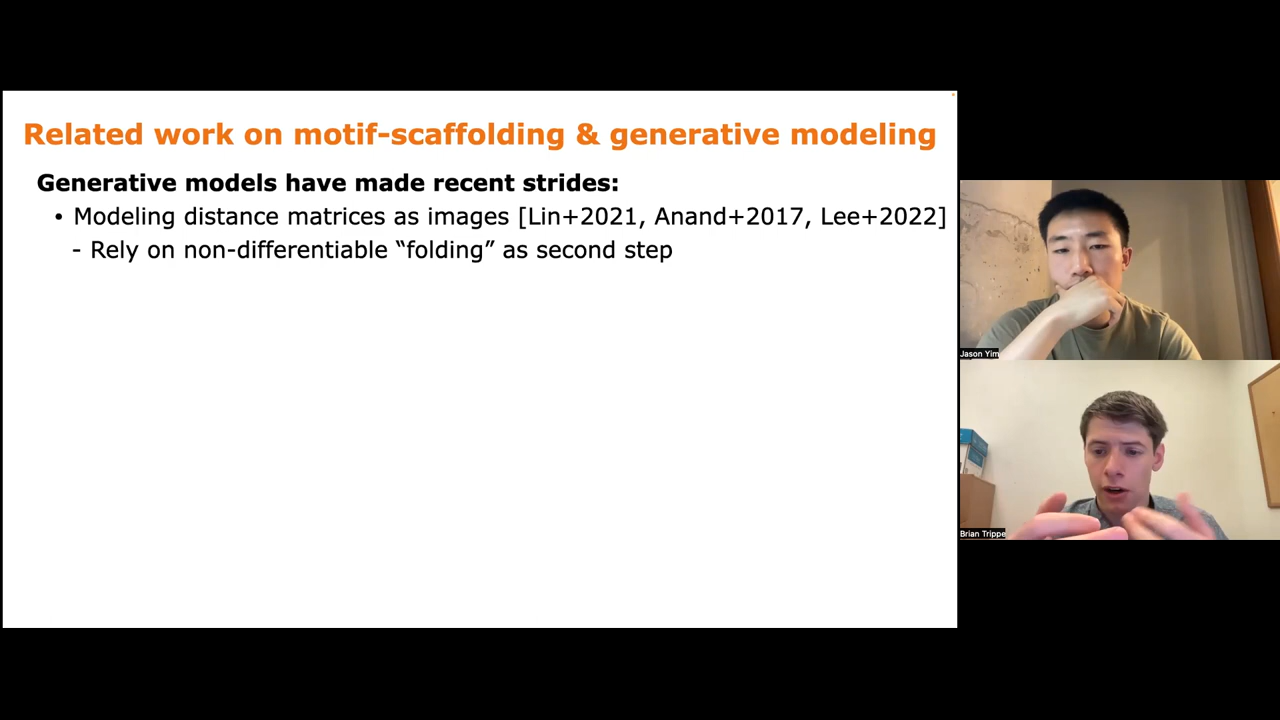 Related work on motif-scaffolding & generative modeling
Generative models have made recent strides:
• Modeling distance matrices as images [Lin+2021, Anand+2017, Lee+2022]
- Rely on non-differentiable “folding” as second step
Jason Yim
Brian Trippe